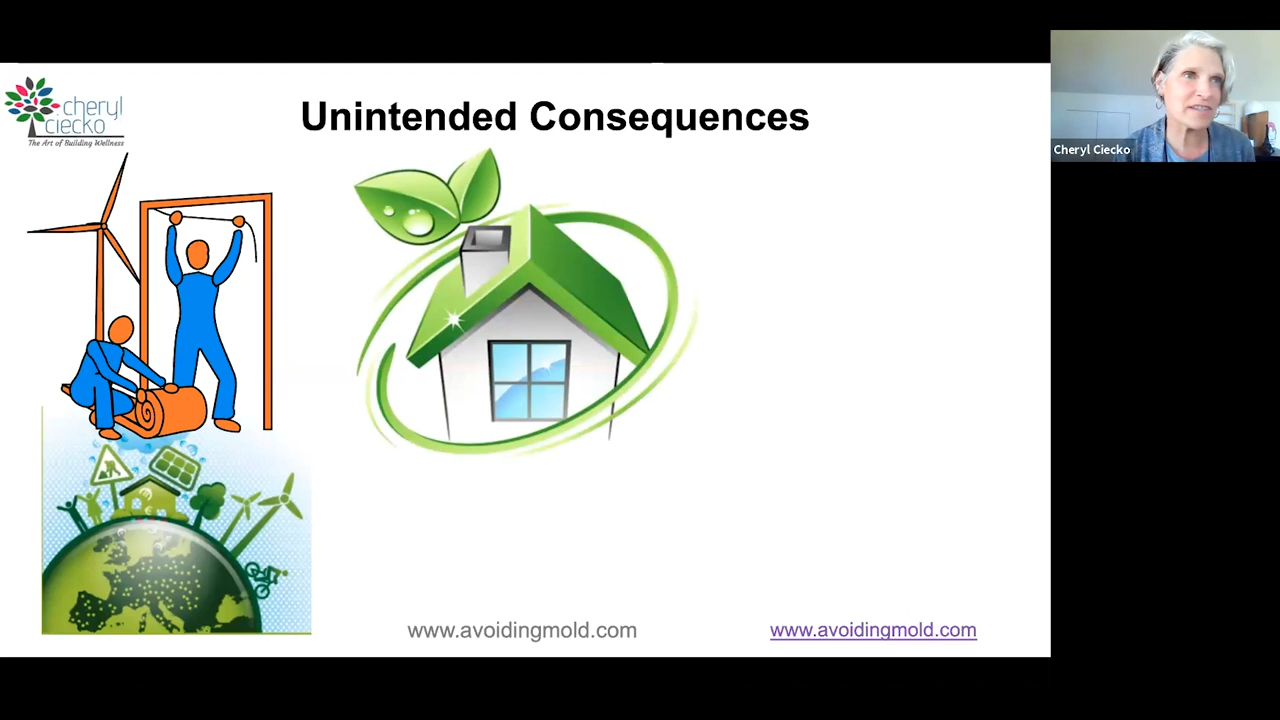 cheryl
ciecko
The Art of Building Wellness
Unintended Consequences
Cheryl Ciecko
www.avoidingmold.com
www.avoidingmold.com